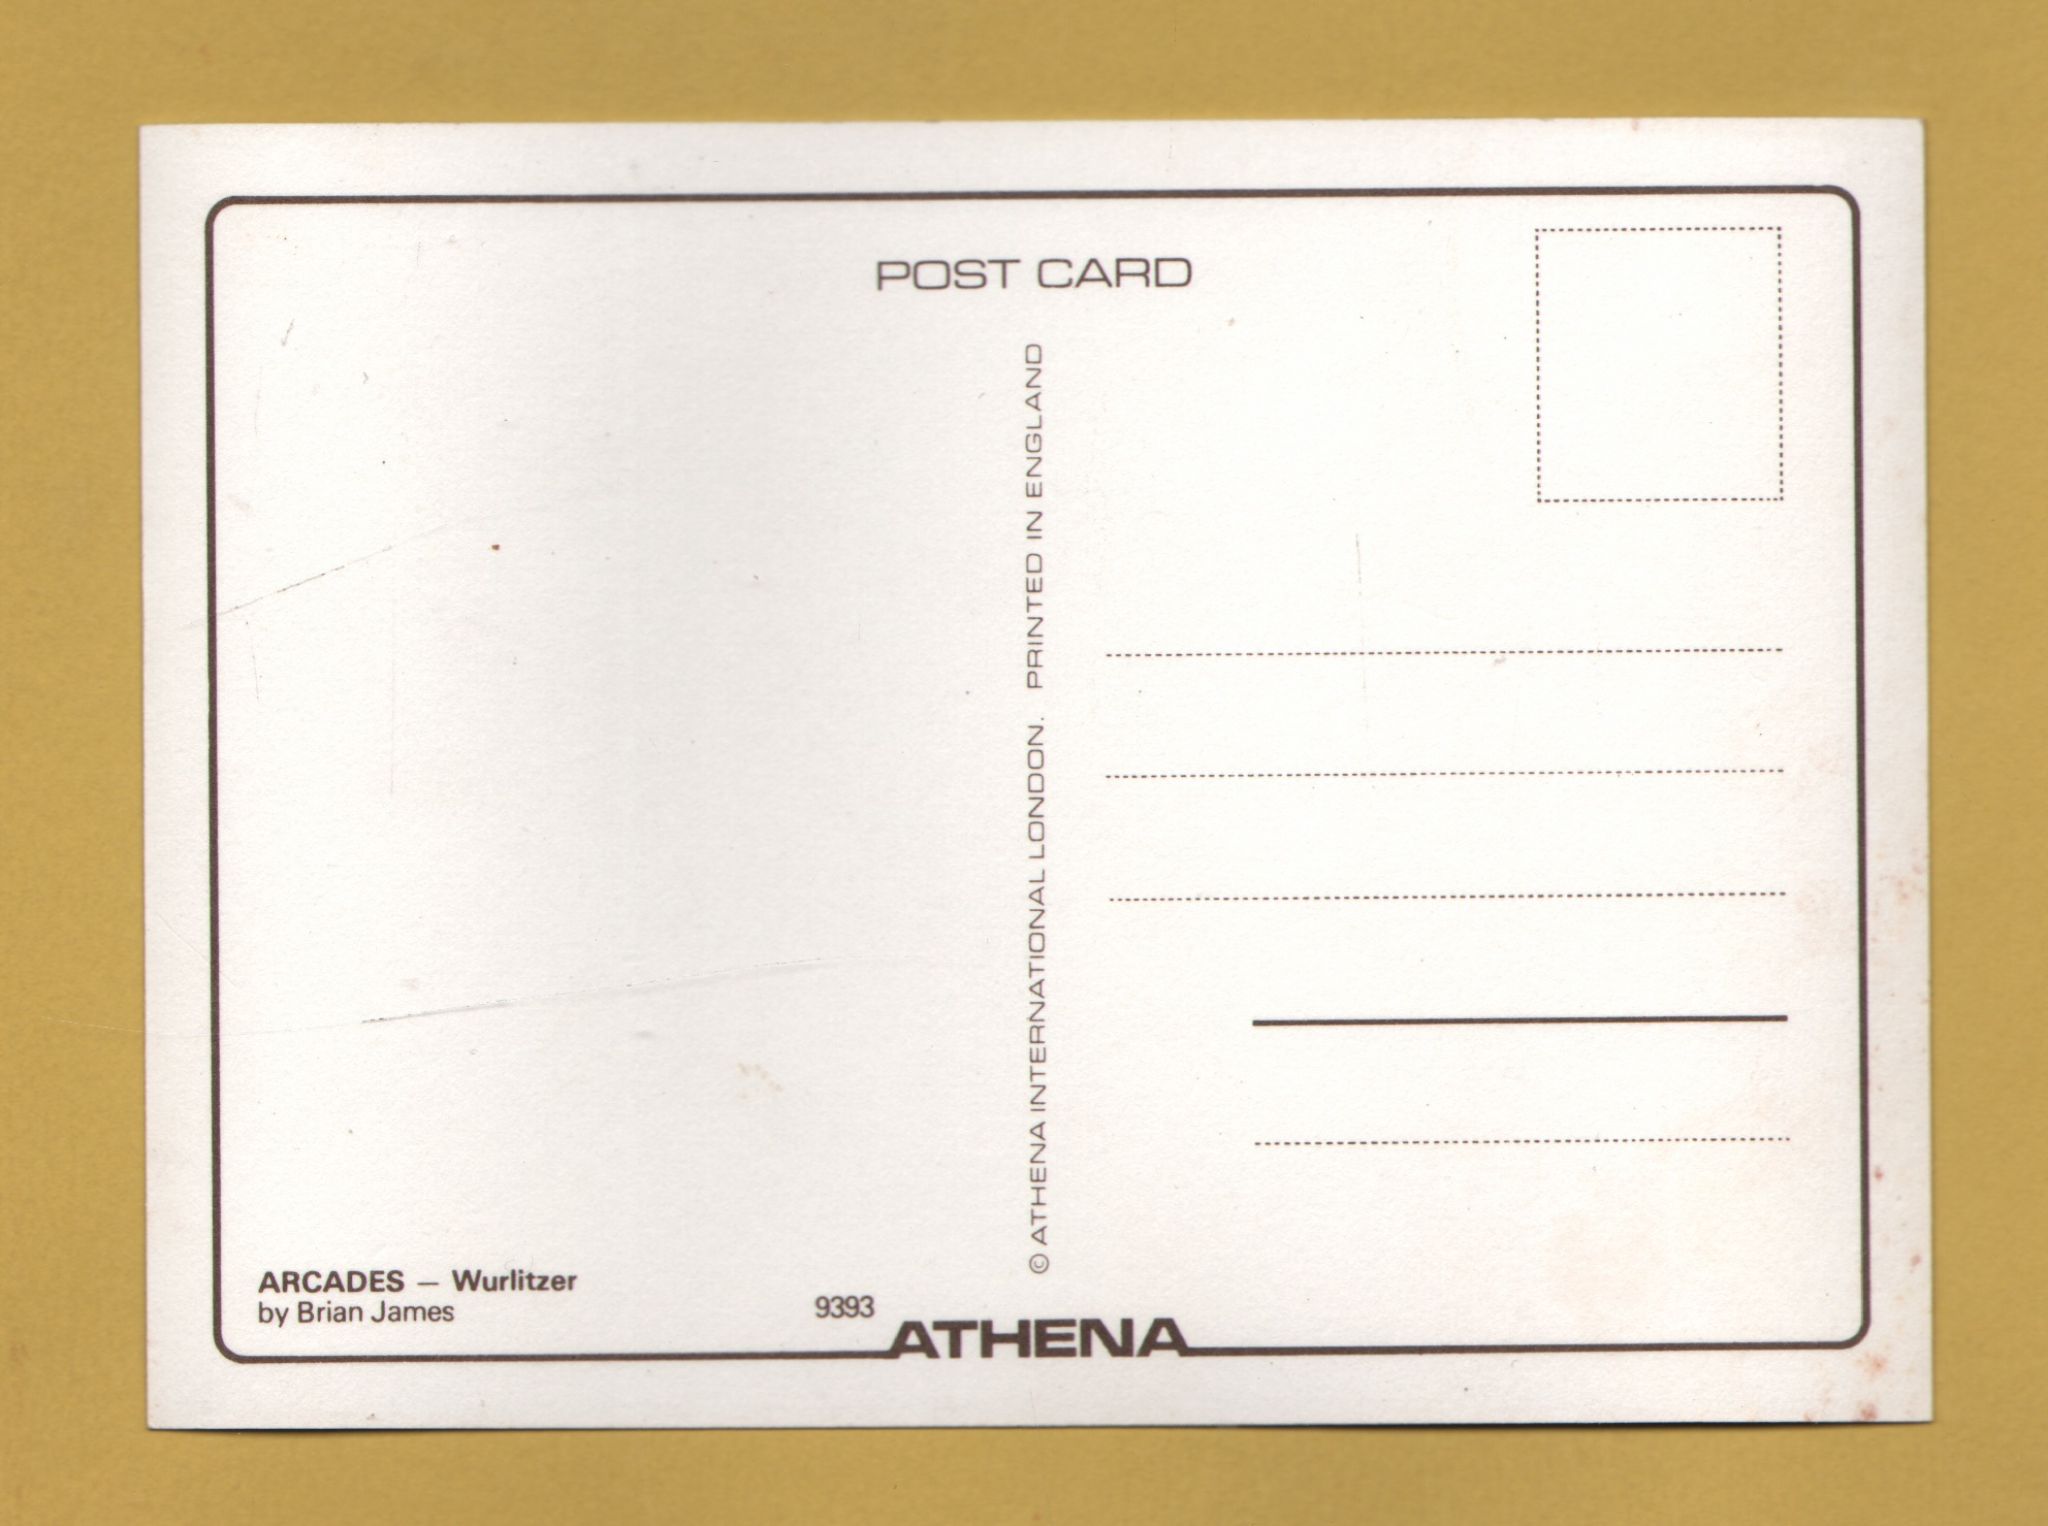 POST CARD
© ATHENA INTERNATIONAL LONDON. PRINTED IN ENGLAND
ARCADES — Wurlitzer
by Brian James
9393
ATHENA